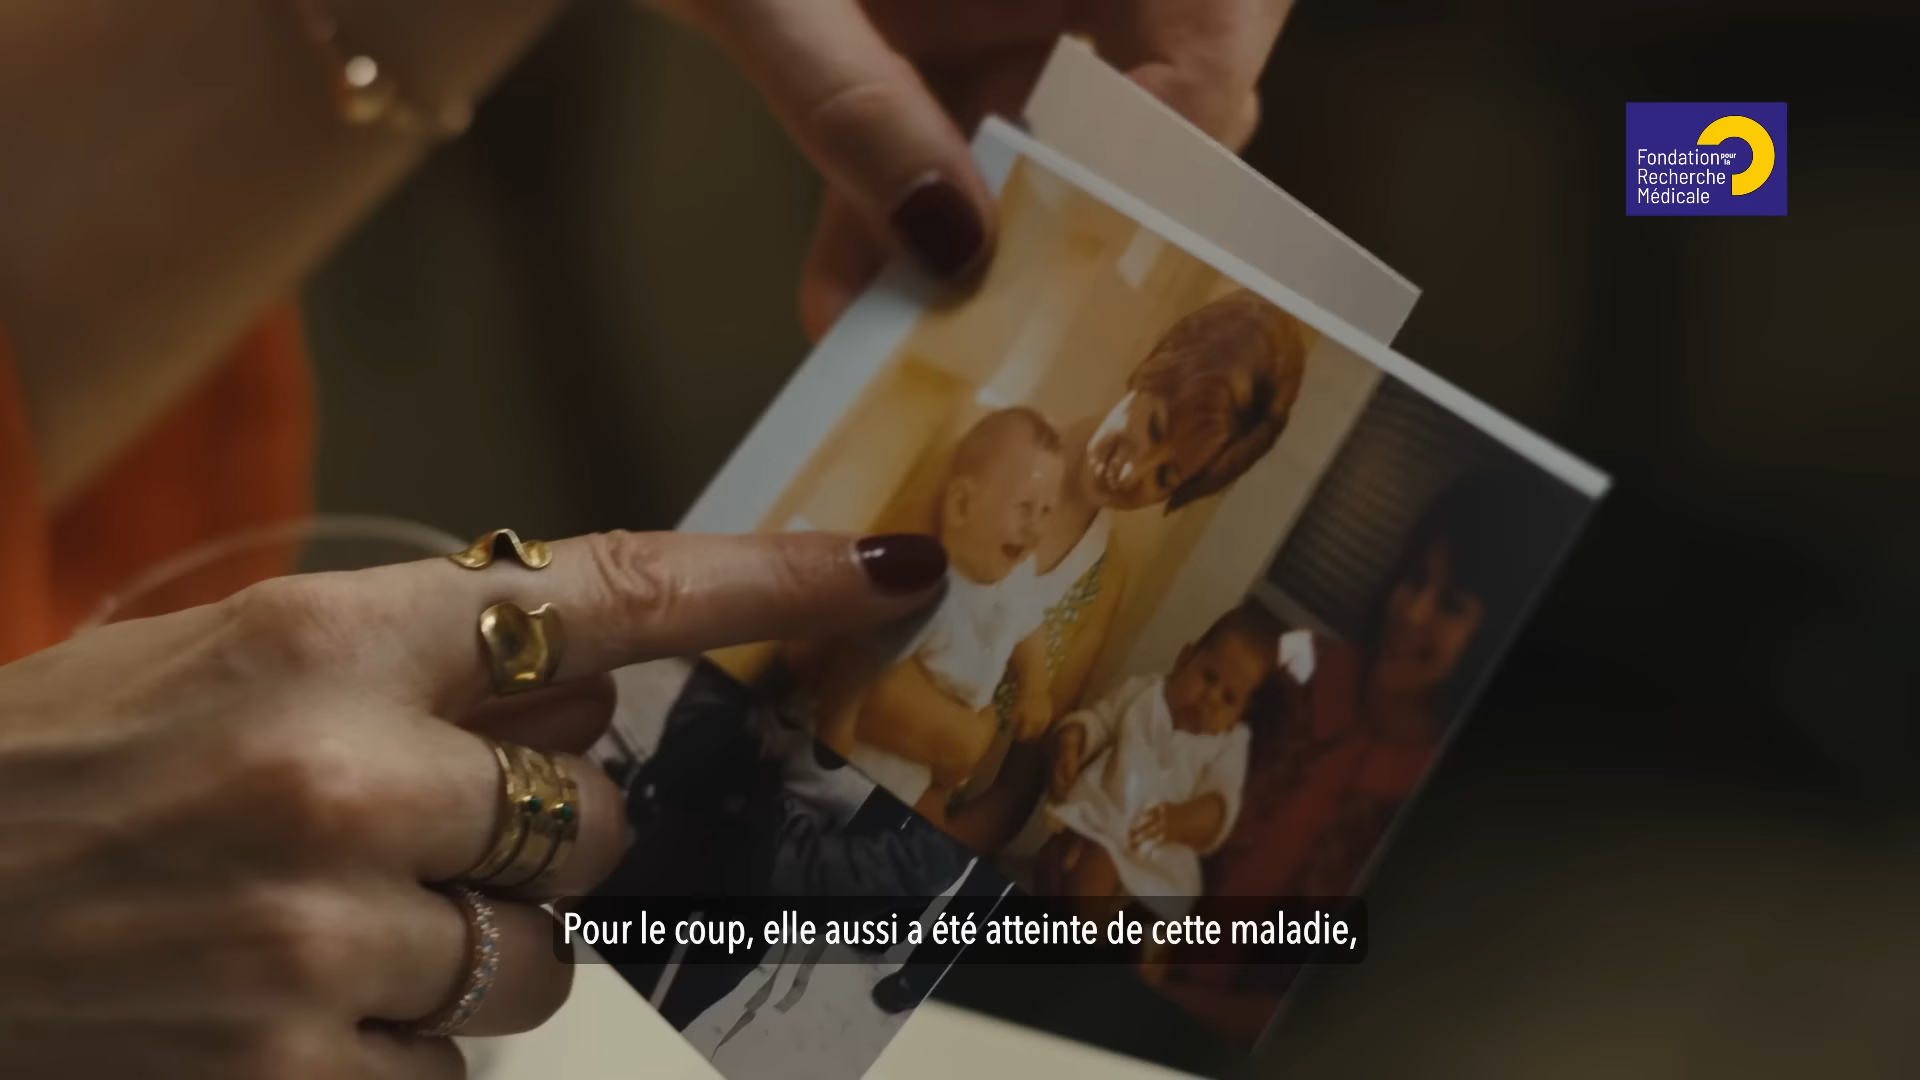 Fondation pour la
Recherche
Médicale
Pour le coup, elle aussi a été atteinte de cette maladie,